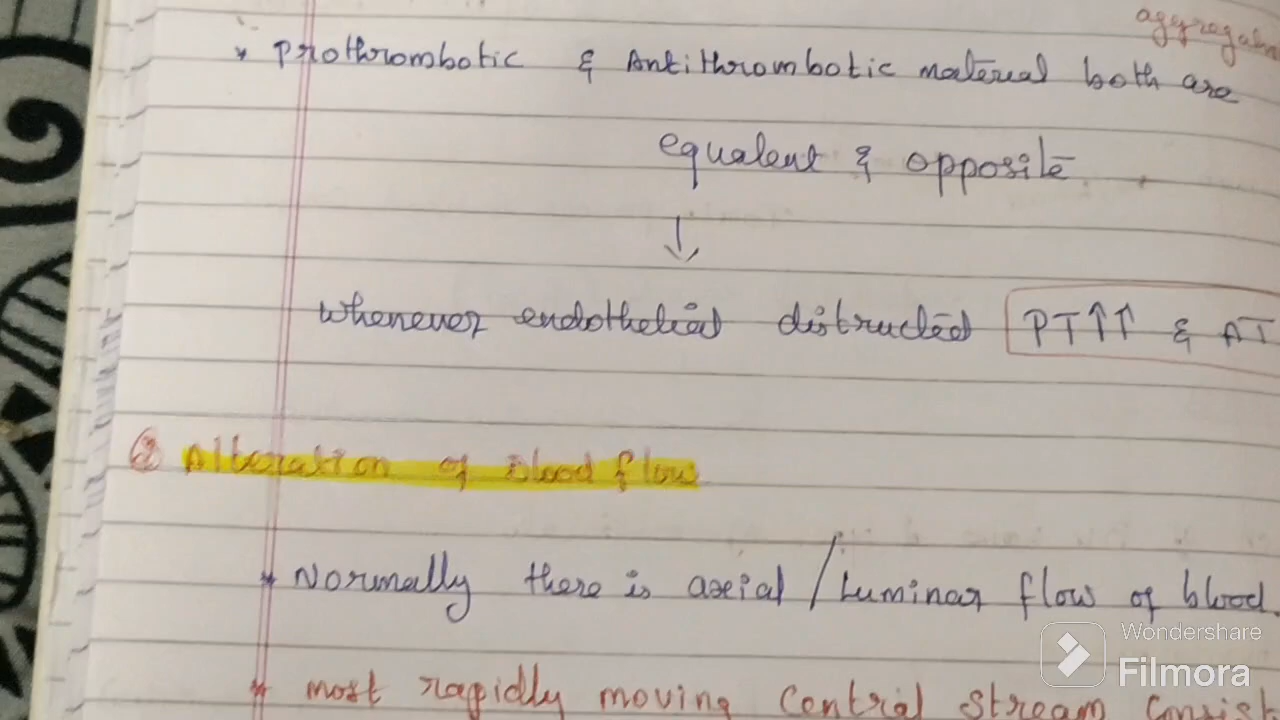 aggregation
* Prothrombotic & Antithrombotic material both are
equalent & opposite
↓
whenever endothelial distructed PT↑↑ & AT
② Alteration of Blood flow
* Normally there is axial / Luminar flow of blood.
* most rapidly moving central stream consist
Wondershare
Filmora